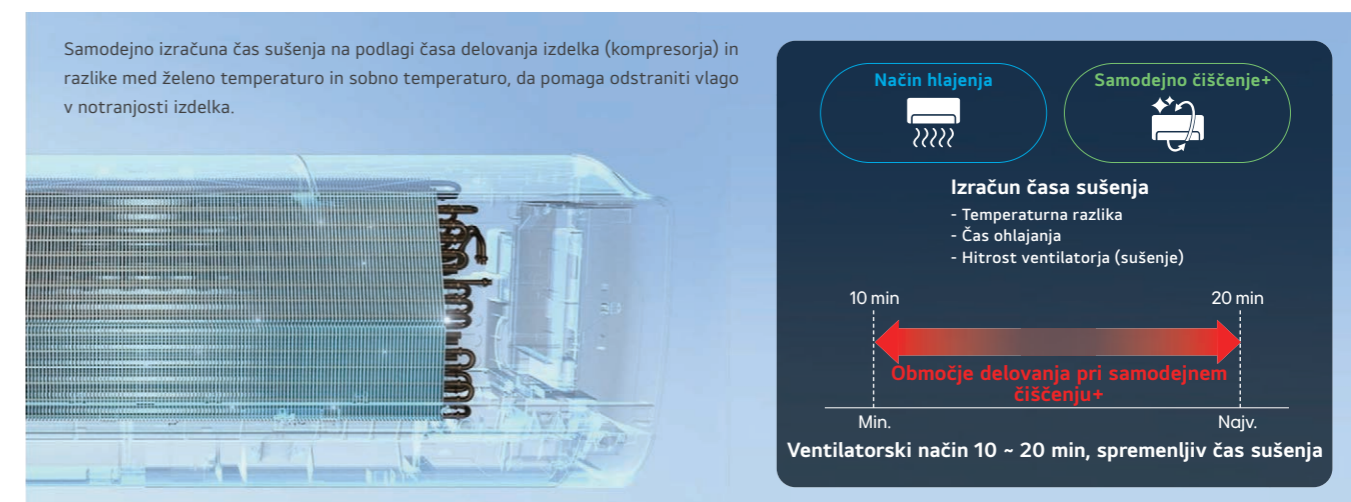 Samodejno izračuna čas sušenja na podlagi časa delovanja izdelka (kompresorja) in
razlike med želeno temperaturo in sobno temperaturo, da pomaga odstraniti vlago
v notranjosti izdelka.
Način hlajenja
Samodejno čiščenje+
Izračun časa sušenja
- Temperaturna razlika
- Čas ohlajanja
- Hitrost ventilatorja (sušenje)
10 min
20 min
Območje delovanja pri samodejnem
čiščenju+
Min.
Najv.
Ventilatorski način 10 ~ 20 min, spremenljiv čas sušenja